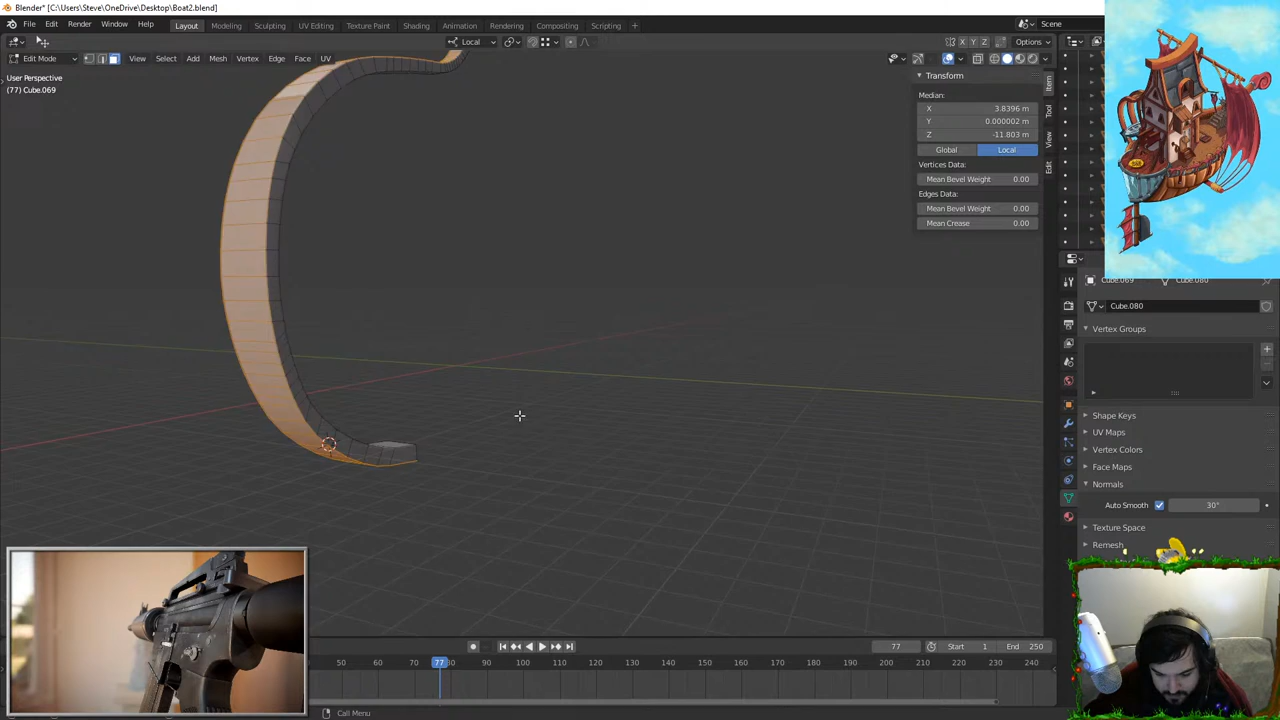 Blender* [C:\Users\Steve\OneDrive\Desktop\Boat2.blend]
File Edit Render Window Help Layout Modeling Sculpting UV Editing Texture Paint Shading Animation Rendering Compositing Scripting + Scene
Local X Y Z Options
Edit Mode View Select Add Mesh Vertex Edge Face UV
User Perspective
(77) Cube.069
Transform
Median:
X 3.8396 m
Y 0.000002 m
Z -11.803 m
Global Local
Vertices Data:
Mean Bevel Weight 0.00
Edges Data:
Mean Bevel Weight 0.00
Mean Crease 0.00
Item
Tool
View
Edit
Cube.069 Cube.080
Cube.080
Vertex Groups
Shape Keys
UV Maps
Vertex Colors
Face Maps
Normals
Auto Smooth 30°
Texture Space
Remesh
77 Start 1 End 250
50 60 70 77 80 90 100 110 120 130 140 150 160 170 180 190 200 210 220 230 240
Call Menu